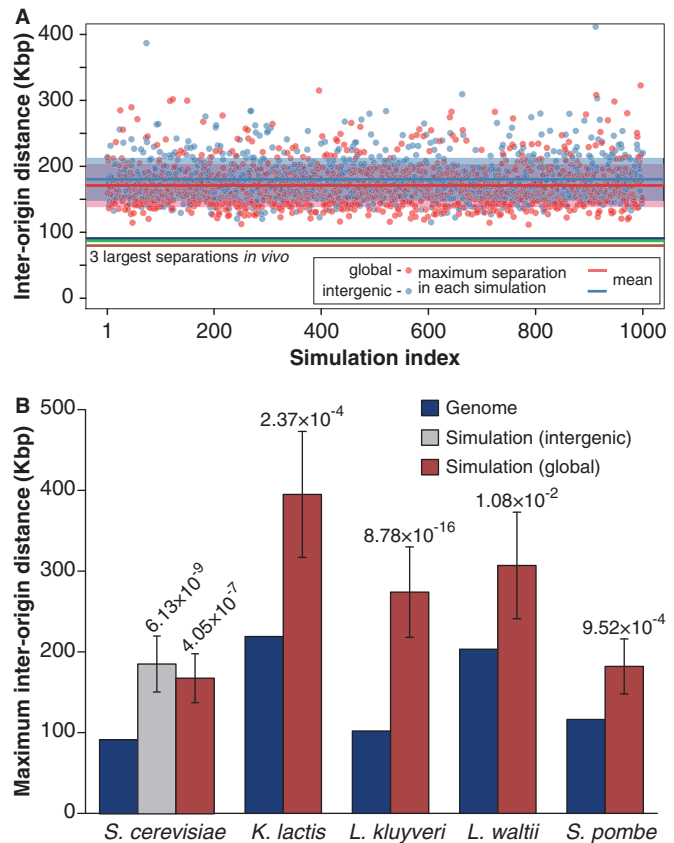 A
Inter-origin distance (Kbp)
400
300
200
100
0
3 largest separations in vivo
global - maximum separation
intergenic - in each simulation
mean
1 200 400 600 800 1000
Simulation index
B
Maximum inter-origin distance (Kbp)
500
400
300
200
100
0
Genome
Simulation (intergenic)
Simulation (global)
6.13×10⁻⁹
4.05×10⁻⁷
2.37×10⁻⁴
8.78×10⁻¹⁶
1.08×10⁻²
9.52×10⁻⁴
S. cerevisiae K. lactis L. kluyveri L. waltii S. pombe